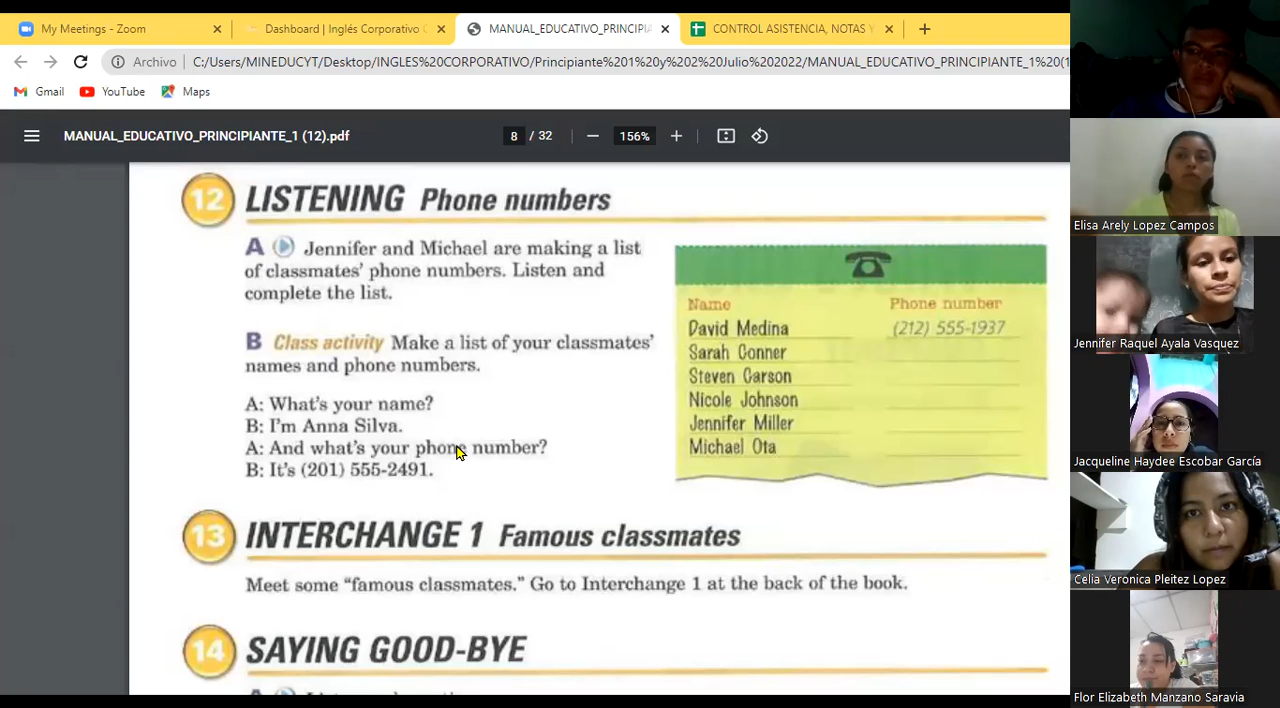 My Meetings - Zoom
Dashboard | Inglés Corporativo
MANUAL_EDUCATIVO_PRINCIPIA
CONTROL ASISTENCIA, NOTAS Y
Archivo
C:/Users/MINEDUCYT/Desktop/INGLES%20CORPORATIVO/Principiante%201%20y%202%20Julio%202022/MANUAL_EDUCATIVO_PRINCIPIANTE_1%20(1
Gmail
YouTube
Maps
MANUAL_EDUCATIVO_PRINCIPIANTE_1 (12).pdf
8 / 32
156%
12 LISTENING Phone numbers
A Jennifer and Michael are making a list
of classmates' phone numbers. Listen and
complete the list.
B Class activity Make a list of your classmates'
names and phone numbers.
A: What's your name?
B: I'm Anna Silva.
A: And what's your phone number?
B: It's (201) 555-2491.
Name Phone number
David Medina (212) 555-1937
Sarah Conner
Steven Carson
Nicole Johnson
Jennifer Miller
Michael Ota
13 INTERCHANGE 1 Famous classmates
Meet some "famous classmates." Go to Interchange 1 at the back of the book.
14 SAYING GOOD-BYE
Elisa Arely Lopez Campos
Jennifer Raquel Ayala Vasquez
Jacqueline Haydee Escobar García
Celia Veronica Pleitez Lopez
Flor Elizabeth Manzano Saravia